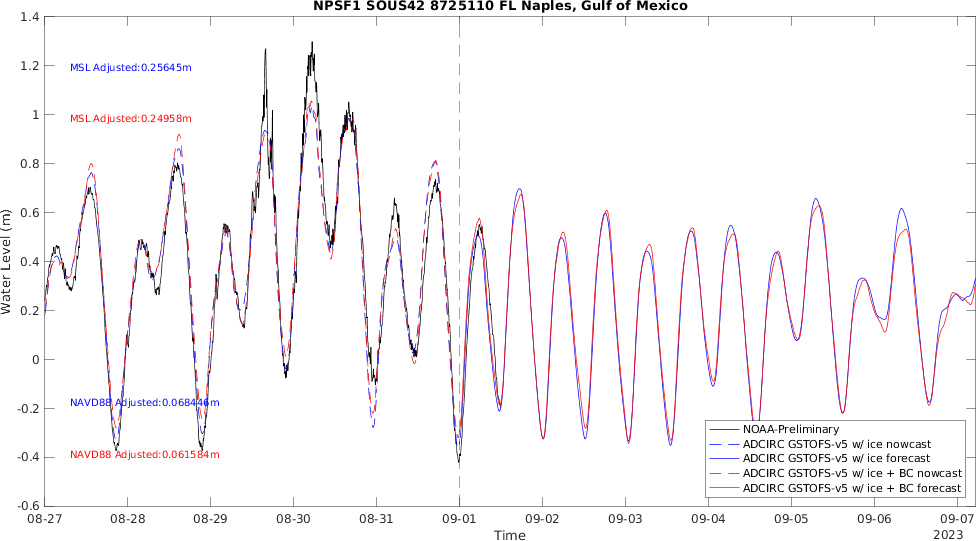 NPSF1 SOUS42 8725110 FL Naples, Gulf of Mexico
Water Level (m)
1.4
1.2
1
0.8
0.6
0.4
0.2
0
-0.2
-0.4
-0.6
MSL Adjusted:0.25645m
MSL Adjusted:0.24958m
NAVD88 Adjusted:0.068446m
NAVD88 Adjusted:0.061584m
NOAA-Preliminary
ADCIRC GSTOFS-v5 w/ ice nowcast
ADCIRC GSTOFS-v5 w/ ice forecast
ADCIRC GSTOFS-v5 w/ ice + BC nowcast
ADCIRC GSTOFS-v5 w/ ice + BC forecast
08-27 08-28 08-29 08-30 08-31 09-01 09-02 09-03 09-04 09-05 09-06 09-07
Time
2023